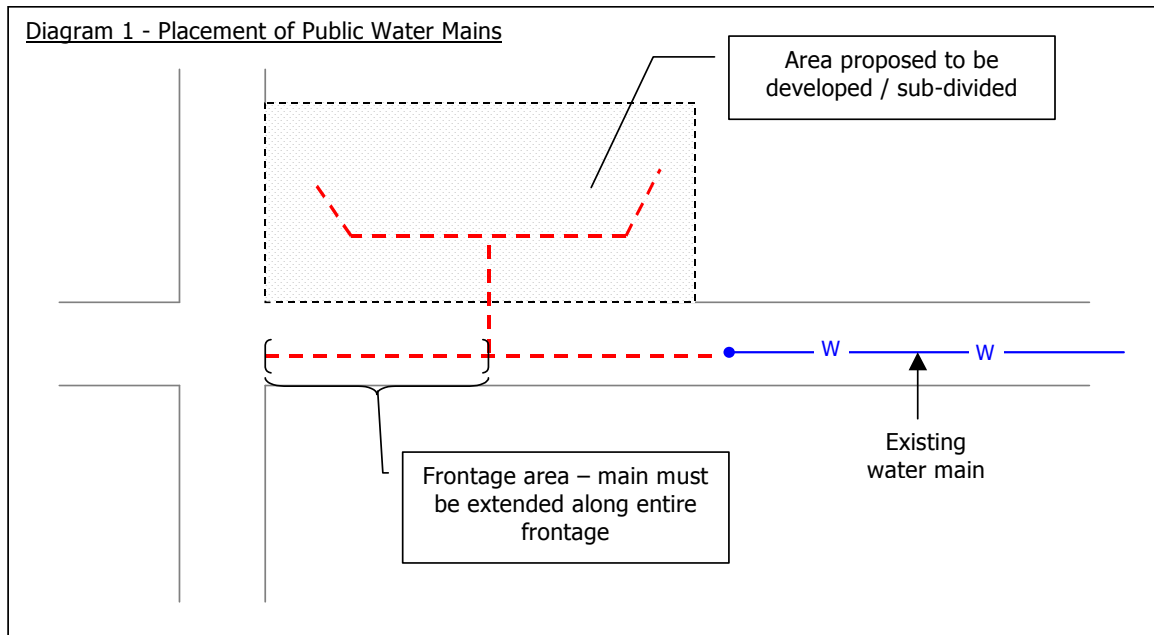 Diagram 1 - Placement of Public Water Mains
Area proposed to be
developed / sub-divided
W
W
Existing
water main
Frontage area – main must
be extended along entire
frontage